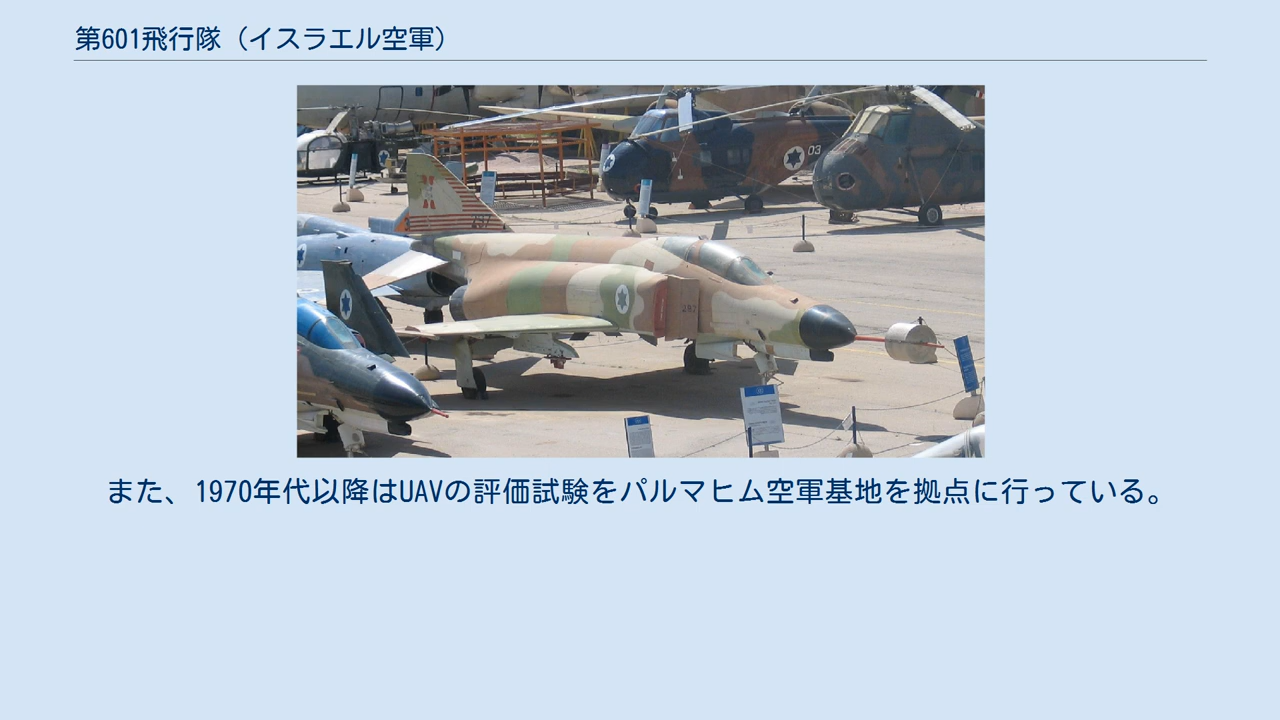 第601飛行隊（イスラエル空軍）
03
また、1970年代以降はUAVの評価試験をパルマヒム空軍基地を拠点に行っている。